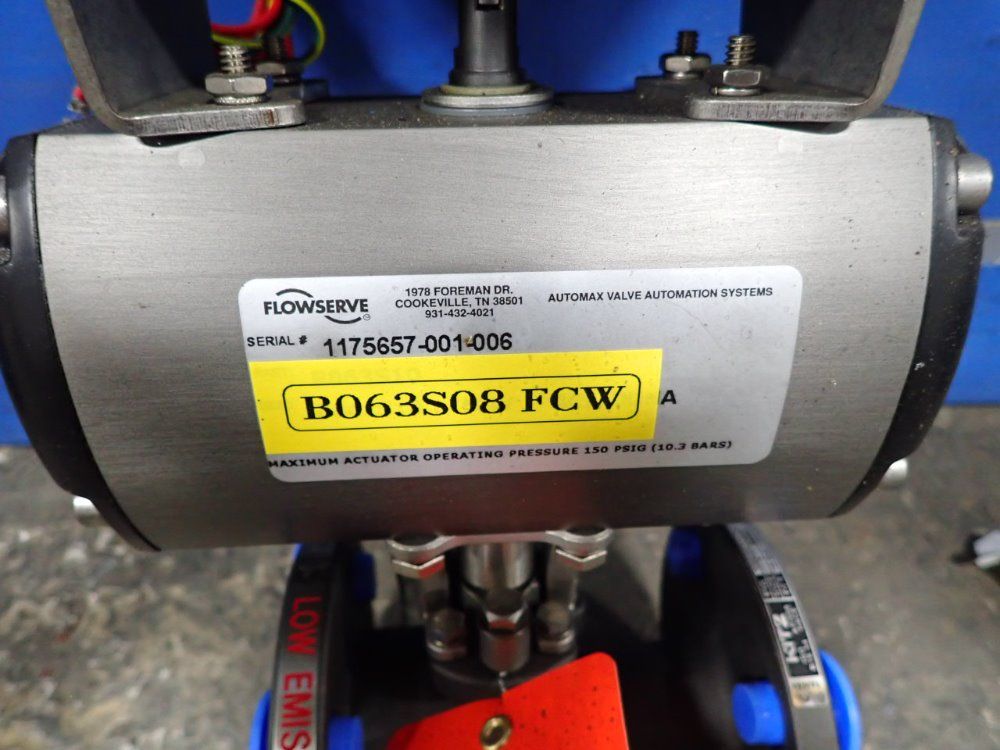 FLOWSERVE
1978 FOREMAN DR.
COOKEVILLE, TN 38501
931-432-4021
AUTOMAX VALVE AUTOMATION SYSTEMS
SERIAL # 1175657-001-006
B063S08 FCW A
MAXIMUM ACTUATOR OPERATING PRESSURE 150 PSIG (10.3 BARS)
LOW EMIS
KITZ